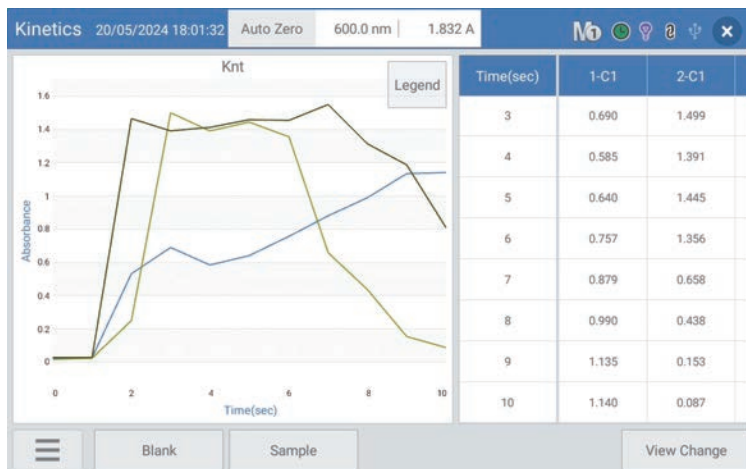 Kinetics 20/05/2024 18:01:32 Auto Zero 600.0 nm 1.832 A M1
Knt
Legend
1.6
1.4
1.2
1
0.8
0.6
0.4
0.2
0
Absorbance
0 2 4 6 8 10
Time(sec)
Time(sec) 1-C1 2-C1
3 0.690 1.499
4 0.585 1.391
5 0.640 1.445
6 0.757 1.356
7 0.879 0.658
8 0.990 0.438
9 1.135 0.153
10 1.140 0.087
Blank Sample View Change